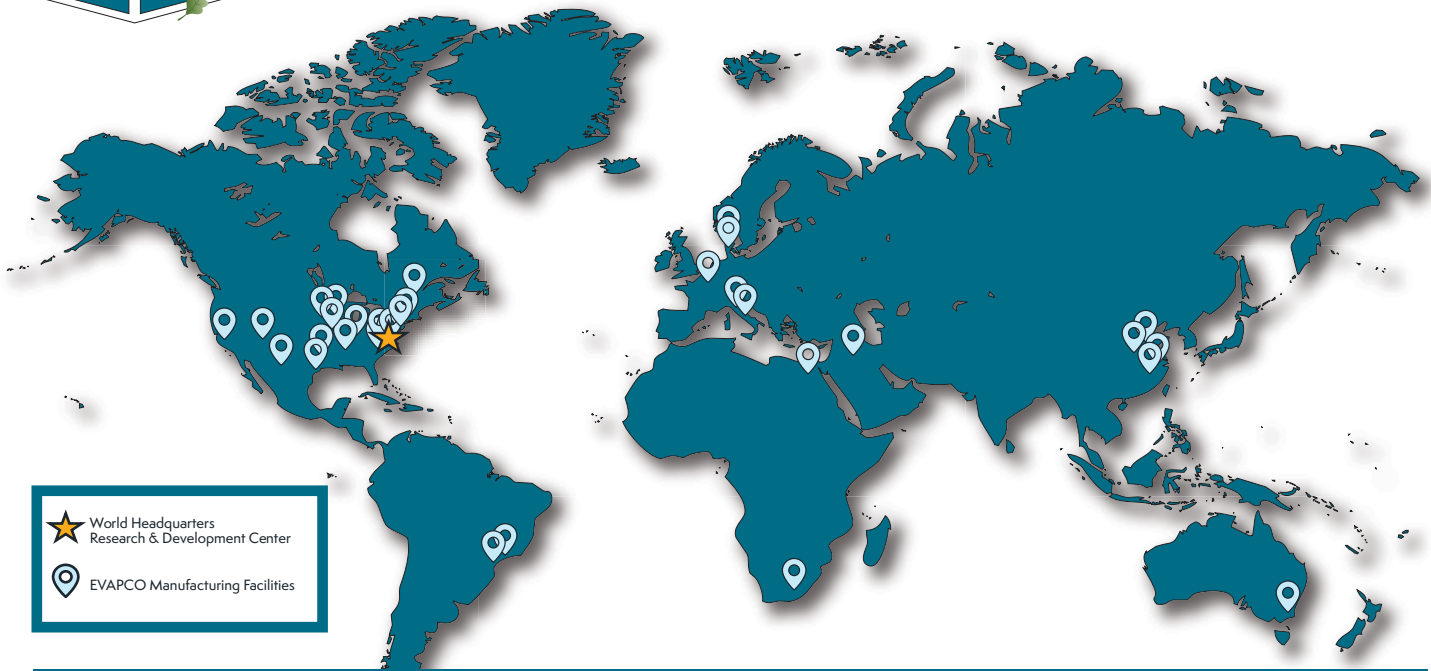 World Headquarters
Research & Development Center
EVAPCO Manufacturing Facilities